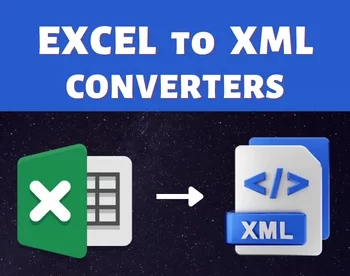 EXCEL TO XML
CONVERTERS
X
</>
XML